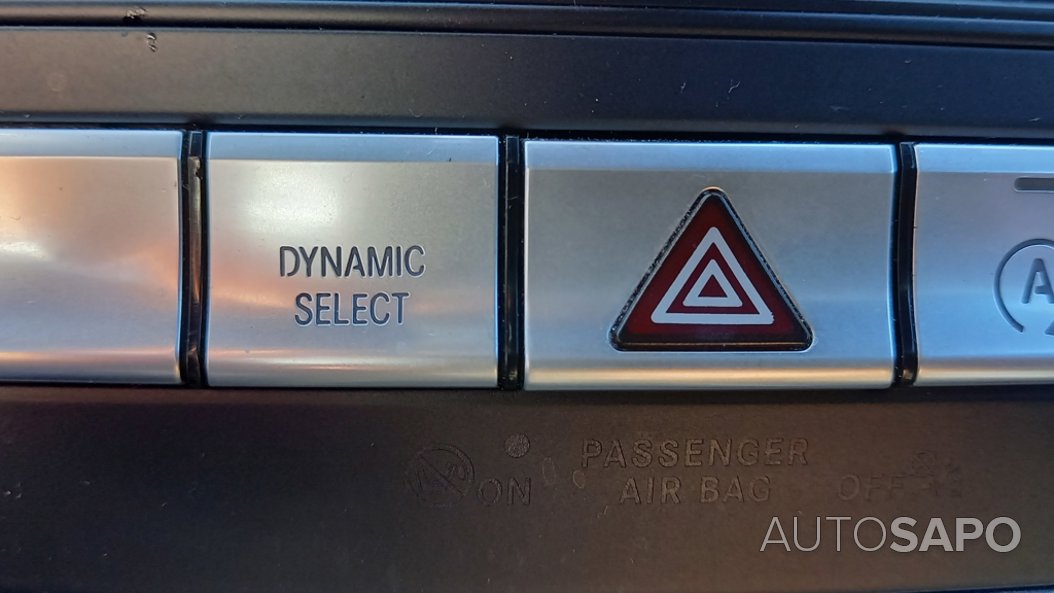 DYNAMIC
SELECT
A
PASSENGER
AIR BAG
ON
OFF
AUTOSAPO